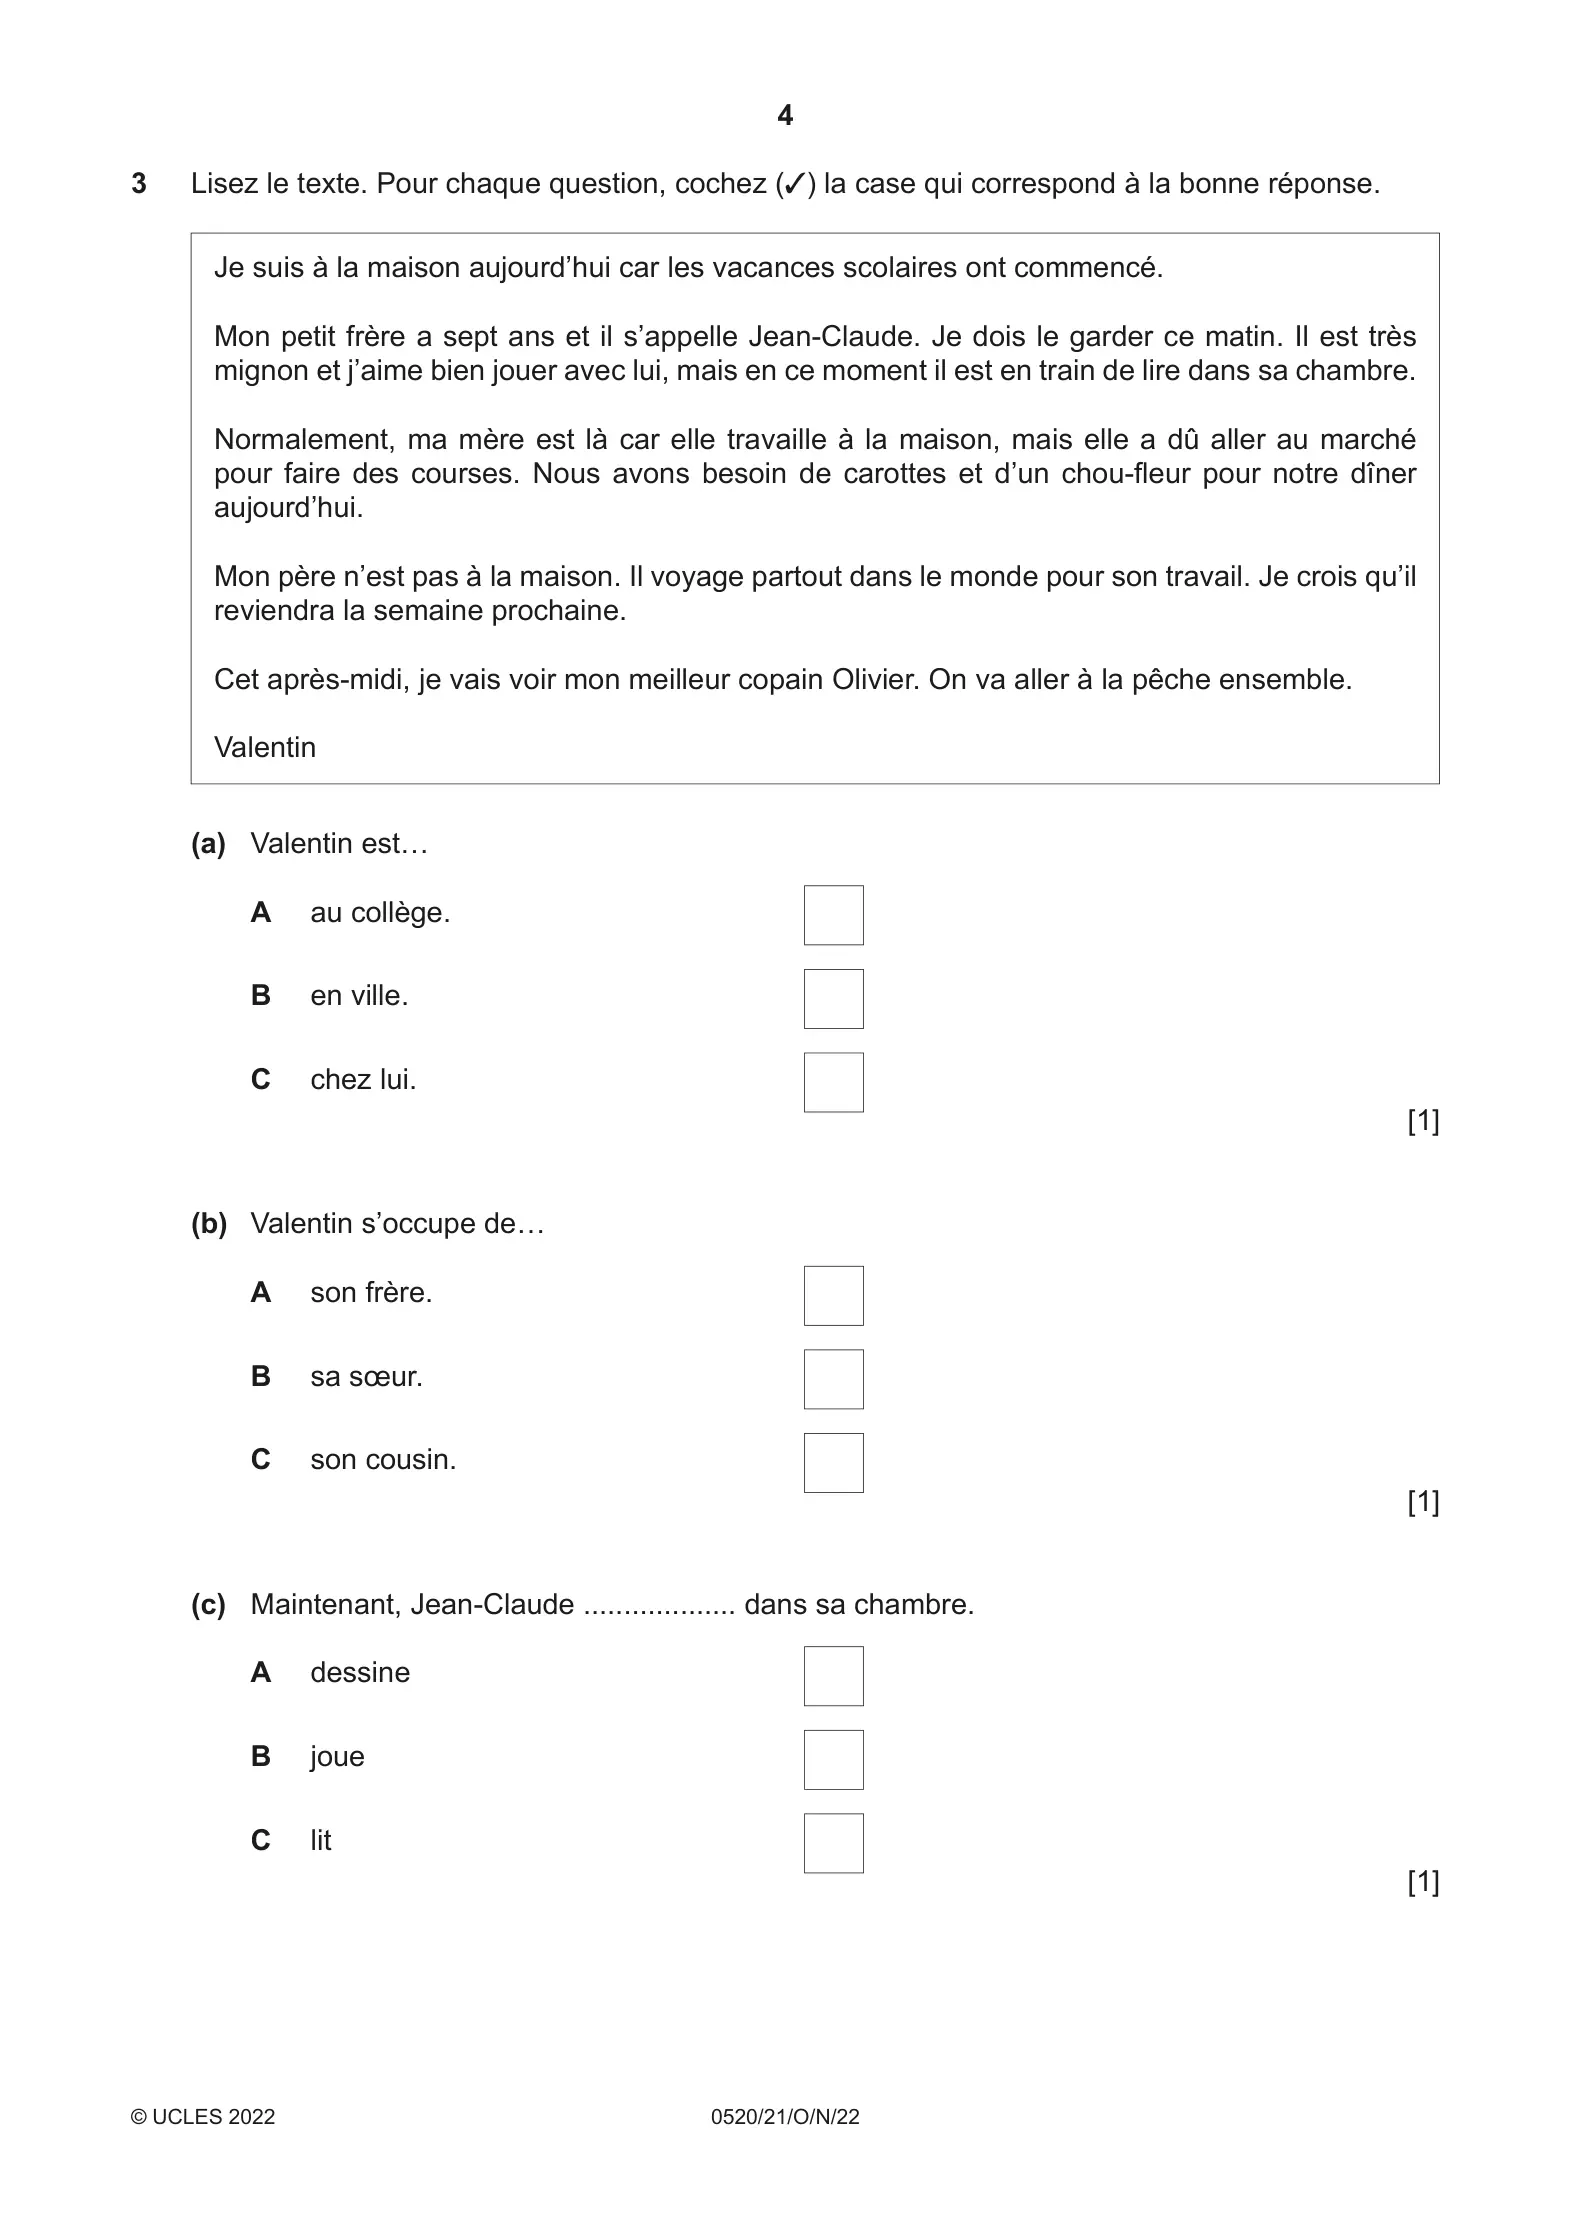 4
3 Lisez le texte. Pour chaque question, cochez (✓) la case qui correspond à la bonne réponse.
Je suis à la maison aujourd’hui car les vacances scolaires ont commencé.
Mon petit frère a sept ans et il s’appelle Jean-Claude. Je dois le garder ce matin. Il est très
mignon et j’aime bien jouer avec lui, mais en ce moment il est en train de lire dans sa chambre.
Normalement, ma mère est là car elle travaille à la maison, mais elle a dû aller au marché
pour faire des courses. Nous avons besoin de carottes et d’un chou-fleur pour notre dîner
aujourd’hui.
Mon père n’est pas à la maison. Il voyage partout dans le monde pour son travail. Je crois qu’il
reviendra la semaine prochaine.
Cet après-midi, je vais voir mon meilleur copain Olivier. On va aller à la pêche ensemble.
Valentin
(a) Valentin est…
A au collège.
B en ville.
C chez lui.
[1]
(b) Valentin s’occupe de…
A son frère.
B sa sœur.
C son cousin.
[1]
(c) Maintenant, Jean-Claude ................... dans sa chambre.
A dessine
B joue
C lit
[1]
© UCLES 2022 0520/21/O/N/22